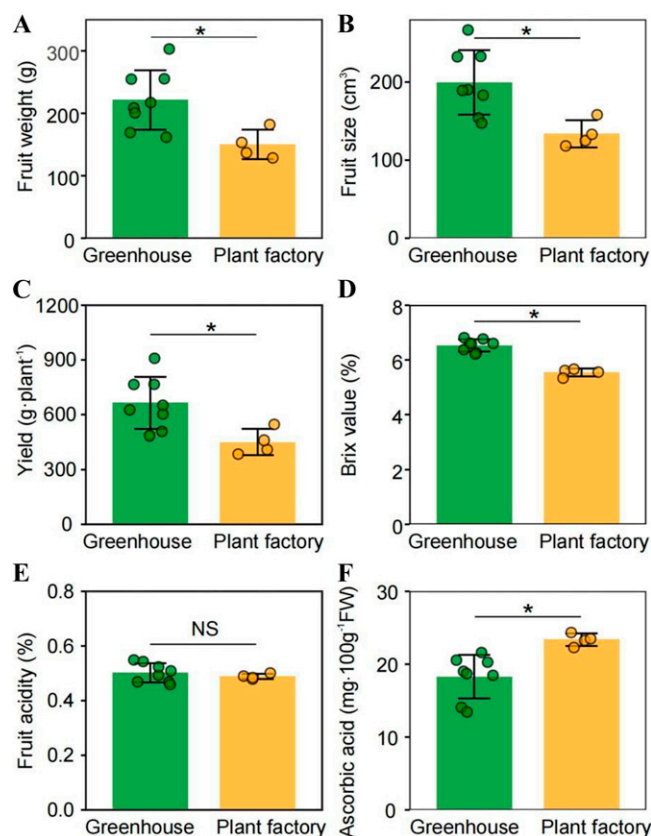 A
Fruit weight (g)
300
200
100
0
*
Greenhouse Plant factory
B
Fruit size (cm³)
200
100
0
*
Greenhouse Plant factory
C
Yield (g·plant⁻¹)
1200
900
600
300
0
*
Greenhouse Plant factory
D
Brix value (%)
8
6
4
2
0
*
Greenhouse Plant factory
E
Fruit acidity (%)
0.8
0.6
0.4
0.2
0.0
NS
Greenhouse Plant factory
F
Ascorbic acid (mg·100g⁻¹FW)
30
20
10
0
*
Greenhouse Plant factory